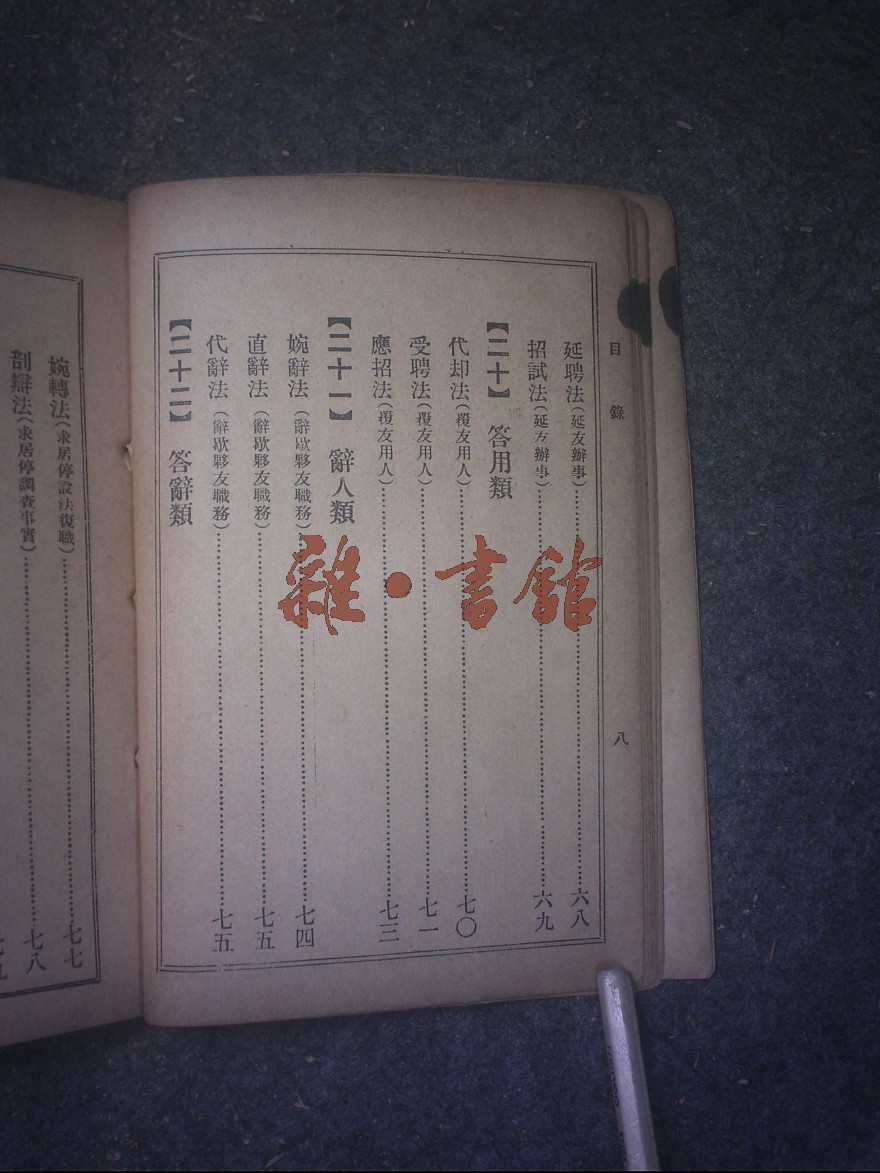 目錄
八
延聘法(延友辦事)……六八
招試法(延友辦事)……六九
【二十】 答用類
代却法(覆友用人)……七〇
受聘法(覆友用人)……七一
應招法(覆友用人)……七三
【二十一】 辭人類
婉辭法(辭歇夥友職務)……七四
直辭法(辭歇夥友職務)……七五
代辭法(辭歇夥友職務)……七五
【二十二】 答辭類
婉轉法(求居停設法復職)……七七
剖辯法(求居停調查事實)……七八
雜·書館